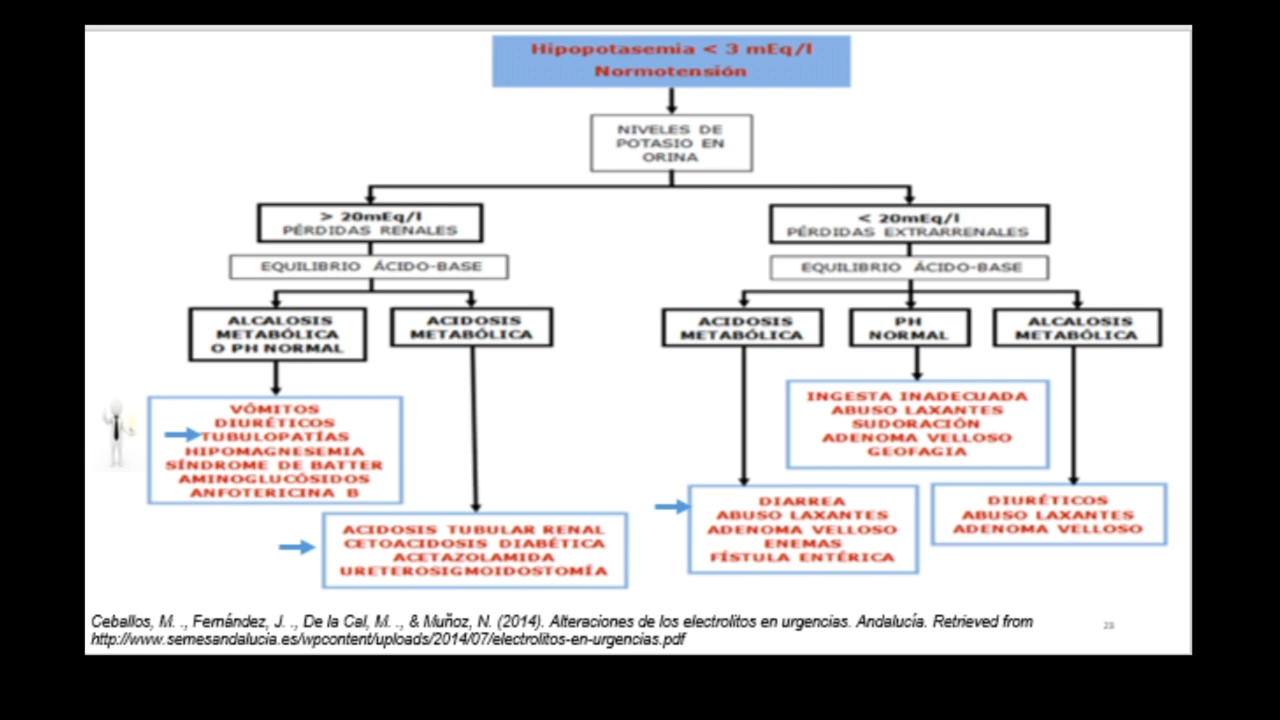 Hipopotasemia < 3 mEq/l
Normotensión
NIVELES DE
POTASIO EN
ORINA
> 20mEq/l
PÉRDIDAS RENALES
< 20mEq/l
PÉRDIDAS EXTRARRENALES
EQUILIBRIO ÁCIDO-BASE
EQUILIBRIO ÁCIDO-BASE
ALCALOSIS
METABÓLICA
O PH NORMAL
ACIDOSIS
METABÓLICA
ACIDOSIS
METABÓLICA
PH
NORMAL
ALCALOSIS
METABÓLICA
VÓMITOS
DIURÉTICOS
TUBULOPATÍAS
HIPOMAGNESEMIA
SÍNDROME DE BATTER
AMINOGLUCÓSIDOS
ANFOTERICINA B
INGESTA INADECUADA
ABUSO LAXANTES
SUDORACIÓN
ADENOMA VELLOSO
GEOFAGIA
ACIDOSIS TUBULAR RENAL
CETOACIDOSIS DIABÉTICA
ACETAZOLAMIDA
URETEROSIGMOIDOSTOMÍA
DIARREA
ABUSO LAXANTES
ADENOMA VELLOSO
ENEMAS
FÍSTULA ENTÉRICA
DIURÉTICOS
ABUSO LAXANTES
ADENOMA VELLOSO
Ceballos, M. ., Fernández, J. ., De la Cal, M. ., & Muñoz, N. (2014). Alteraciones de los electrolitos en urgencias. Andalucía. Retrieved from
http://www.semesandalucia.es/wpcontent/uploads/2014/07/electrolitos-en-urgencias.pdf
23